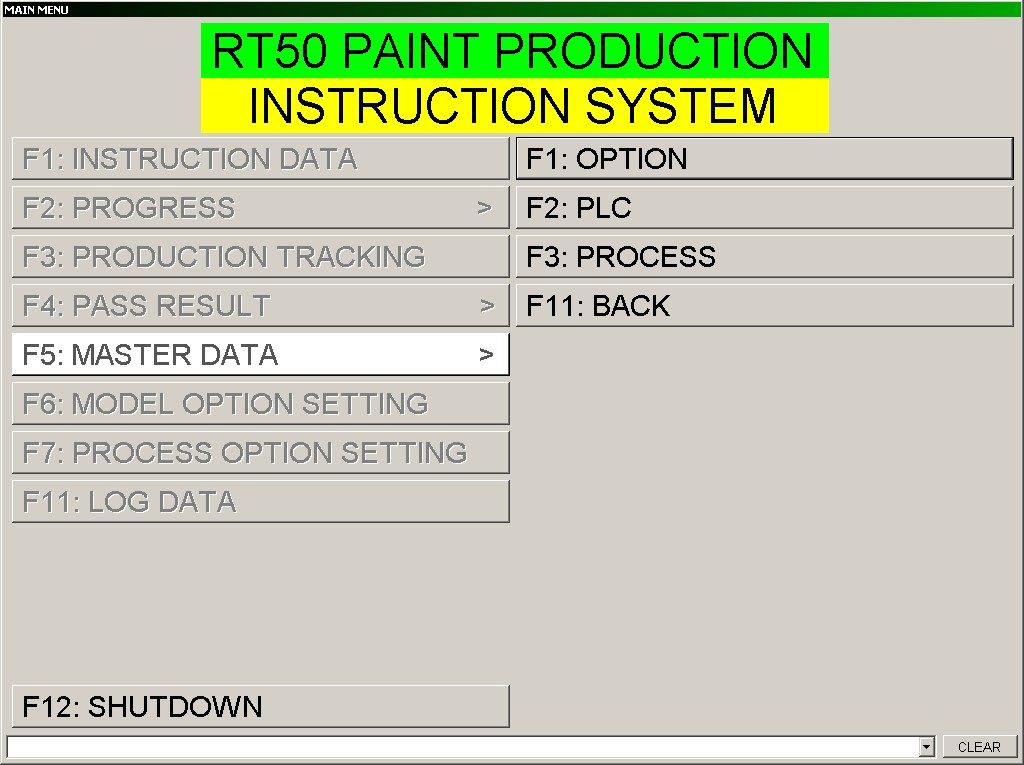 MAIN MENU
RT50 PAINT PRODUCTION
INSTRUCTION SYSTEM
F1: INSTRUCTION DATA
F2: PROGRESS >
F3: PRODUCTION TRACKING
F4: PASS RESULT >
F5: MASTER DATA >
F6: MODEL OPTION SETTING
F7: PROCESS OPTION SETTING
F11: LOG DATA
F1: OPTION
F2: PLC
F3: PROCESS
F11: BACK
F12: SHUTDOWN
CLEAR